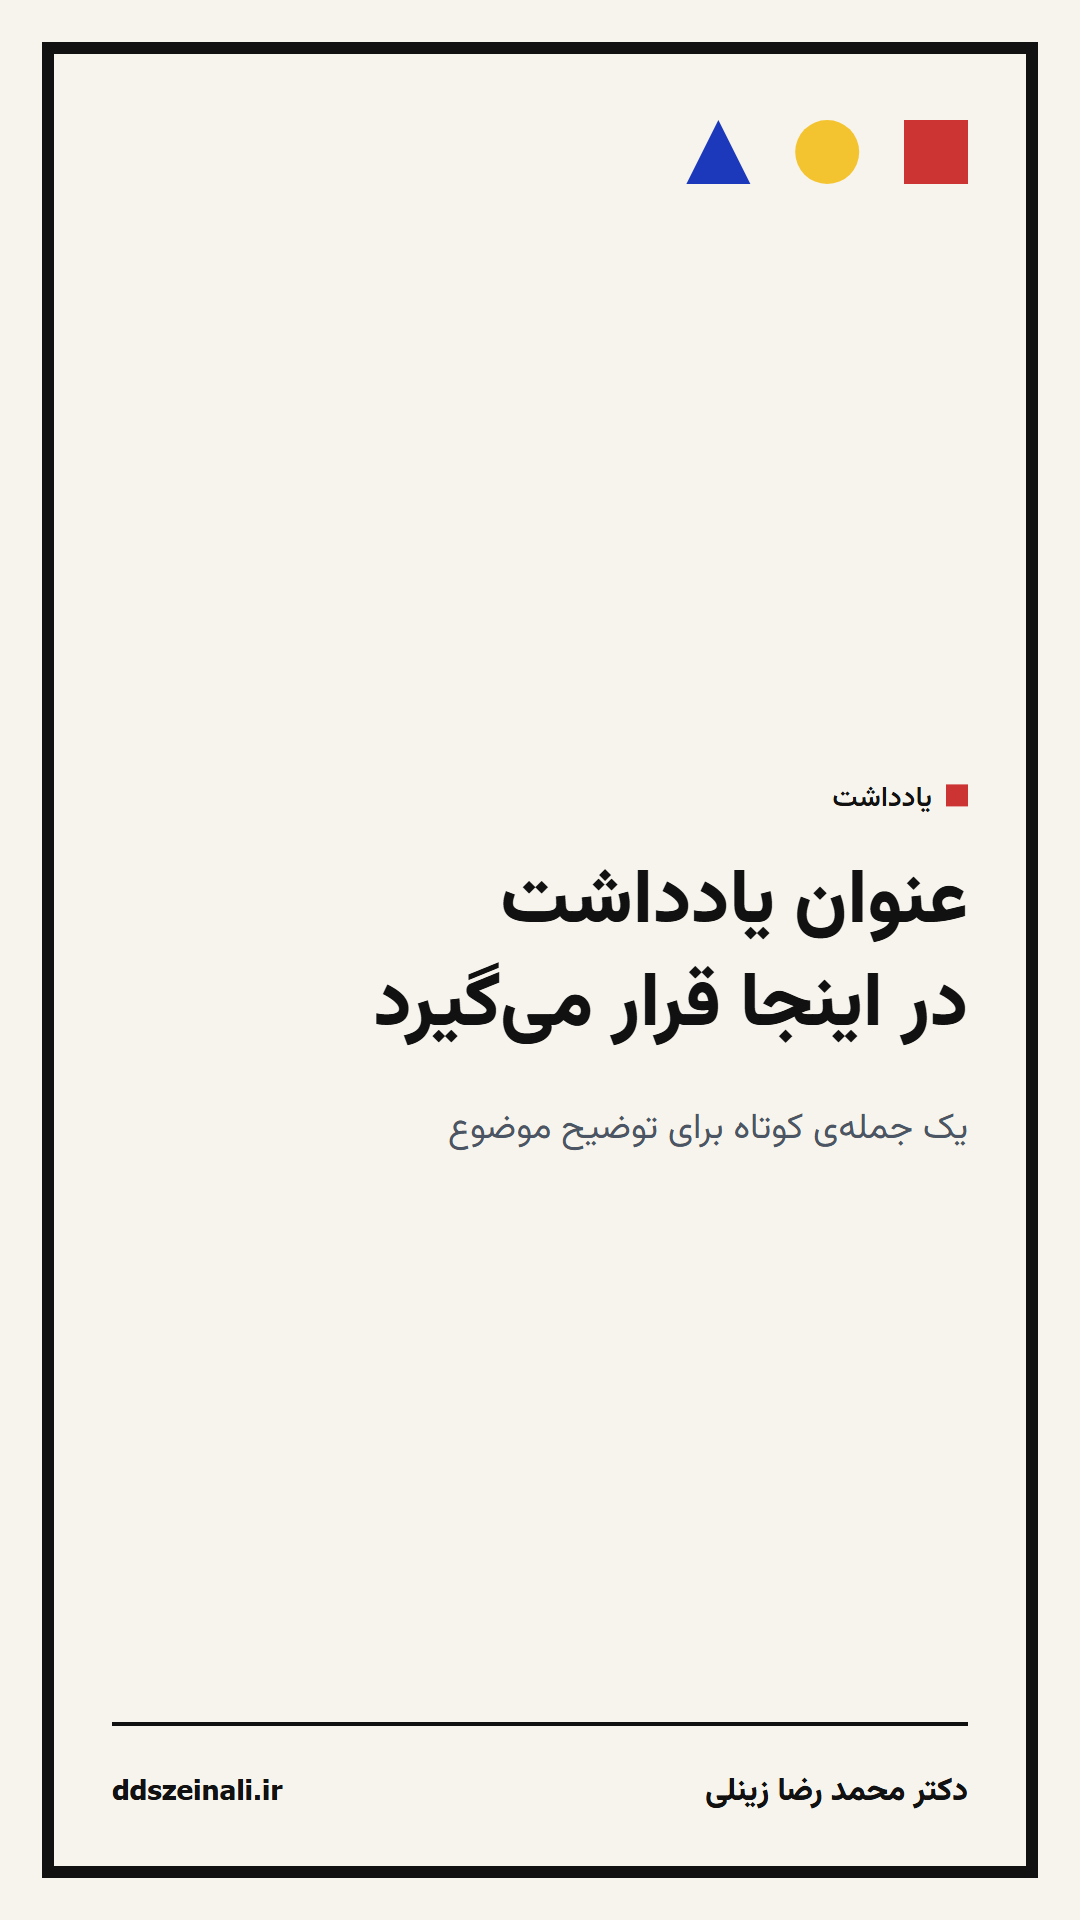 یادداشت
عنوان یادداشت
در اینجا قرار می‌گیرد
یک جمله‌ی کوتاه برای توضیح موضوع
دکتر محمد رضا زینلی
ddszeinali.ir